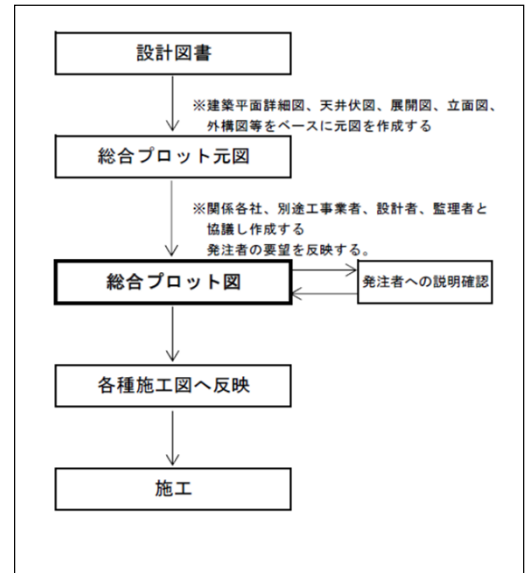 設計図書
※建築平面詳細図、天井伏図、展開図、立面図、
外構図等をベースに元図を作成する
総合プロット元図
※関係各社、別途工事業者、設計者、監理者と
協議し作成する
発注者の要望を反映する。
総合プロット図
発注者への説明確認
各種施工図へ反映
施工